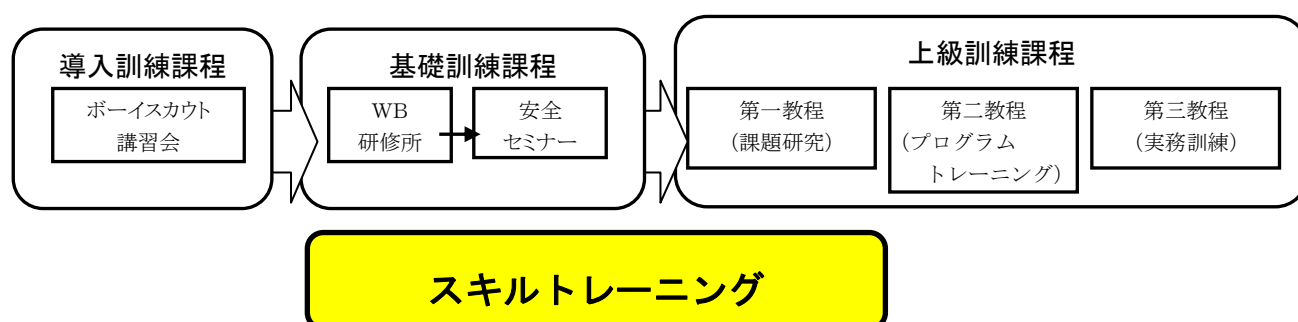 導入訓練課程
ボーイスカウト
講習会
基礎訓練課程
WB
研修所
安全
セミナー
上級訓練課程
第一教程
(課題研究)
第二教程
(プログラム
トレーニング)
第三教程
(実務訓練)
スキルトレーニング